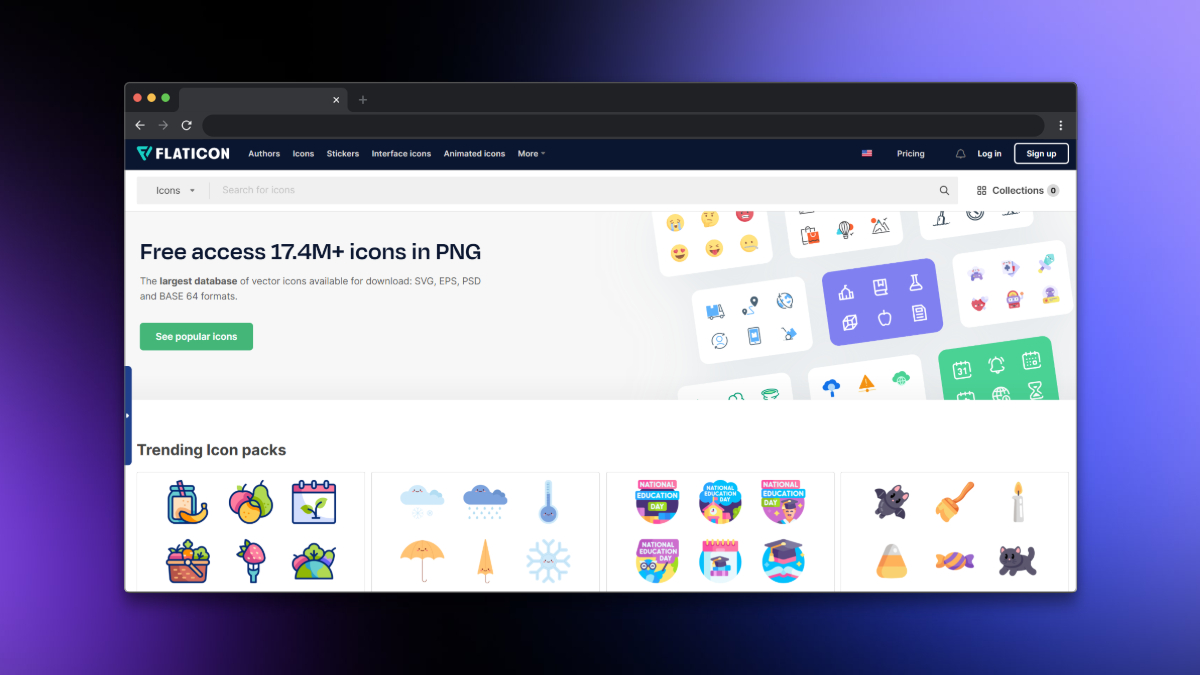 FLATICON
Authors
Icons
Stickers
Interface icons
Animated icons
More
Pricing
Log in
Sign up
Icons
Search for icons
Collections 0
Free access 17.4M+ icons in PNG
The largest database of vector icons available for download: SVG, EPS, PSD
and BASE 64 formats.
See popular icons
31
Trending Icon packs
NATIONAL
EDUCATION
DAY
NATIONAL
EDUCATION
DAY
NATIONAL
EDUCATION
DAY
NATIONAL
EDUCATION
DAY